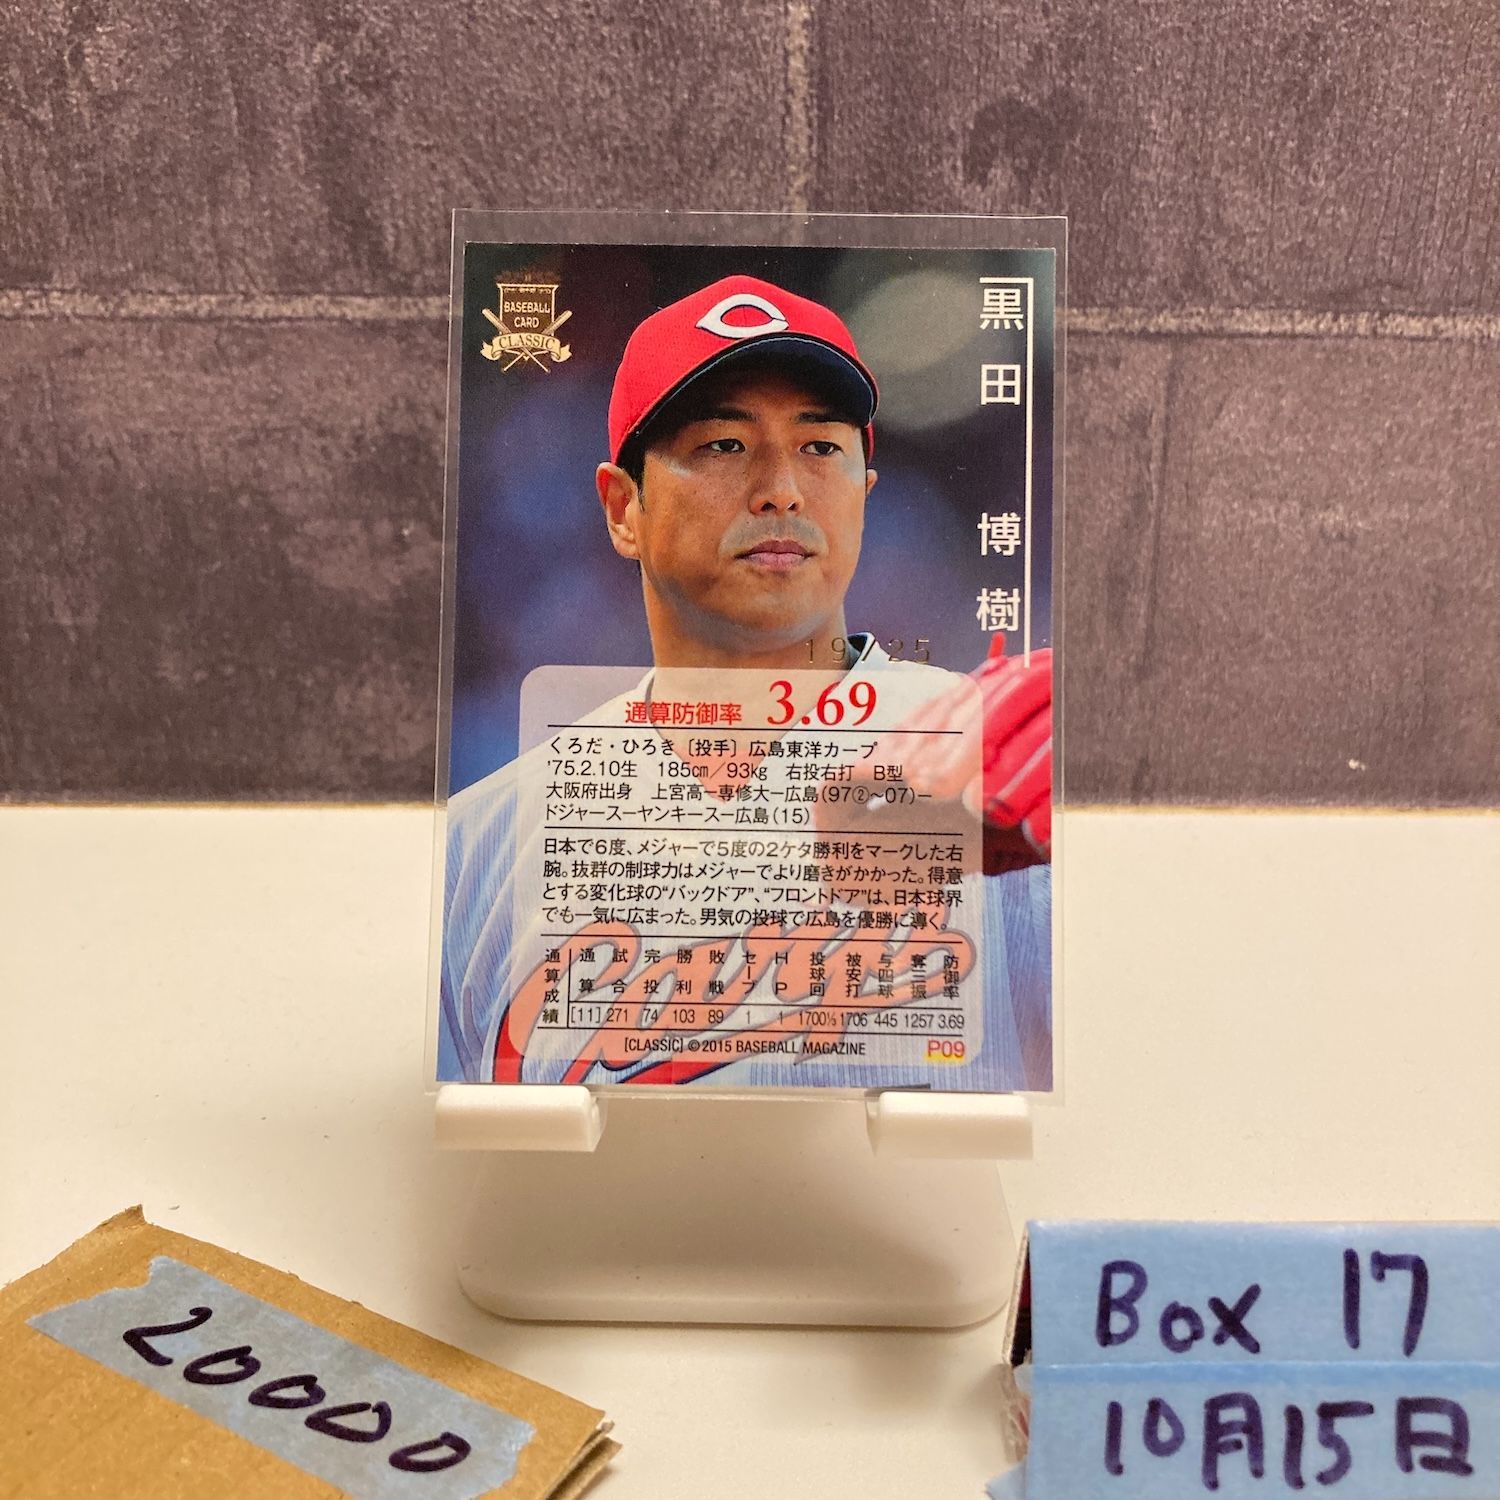 BASEBALL
CARD
CLASSIC
黒田 博樹
19/25
通算防御率 3.69
くろだ・ひろき〔投手〕広島東洋カープ
'75.2.10生 185㎝／93㎏ 右投右打 B型
大阪府出身 上宮高ー専修大ー広島(97②〜07)ー
ドジャースーヤンキースー広島(15)
日本で6度、メジャーで5度の2ケタ勝利をマークした右
腕。抜群の制球力はメジャーでより磨きがかかった。得意
とする変化球の“バックドア”、“フロントドア”は、日本球界
でも一気に広まった。男気の投球で広島を優勝に導く。
通算成績 通算 試合 完投 勝利 敗戦 セーブ HP 投球回 被安打 与四球 奪三振 防御率
[11] 271 74 103 89 1 1 1700⅓ 1706 445 1257 3.69
[CLASSIC] ©2015 BASEBALL MAGAZINE P09
Carp
20000
Box 17
10月15日